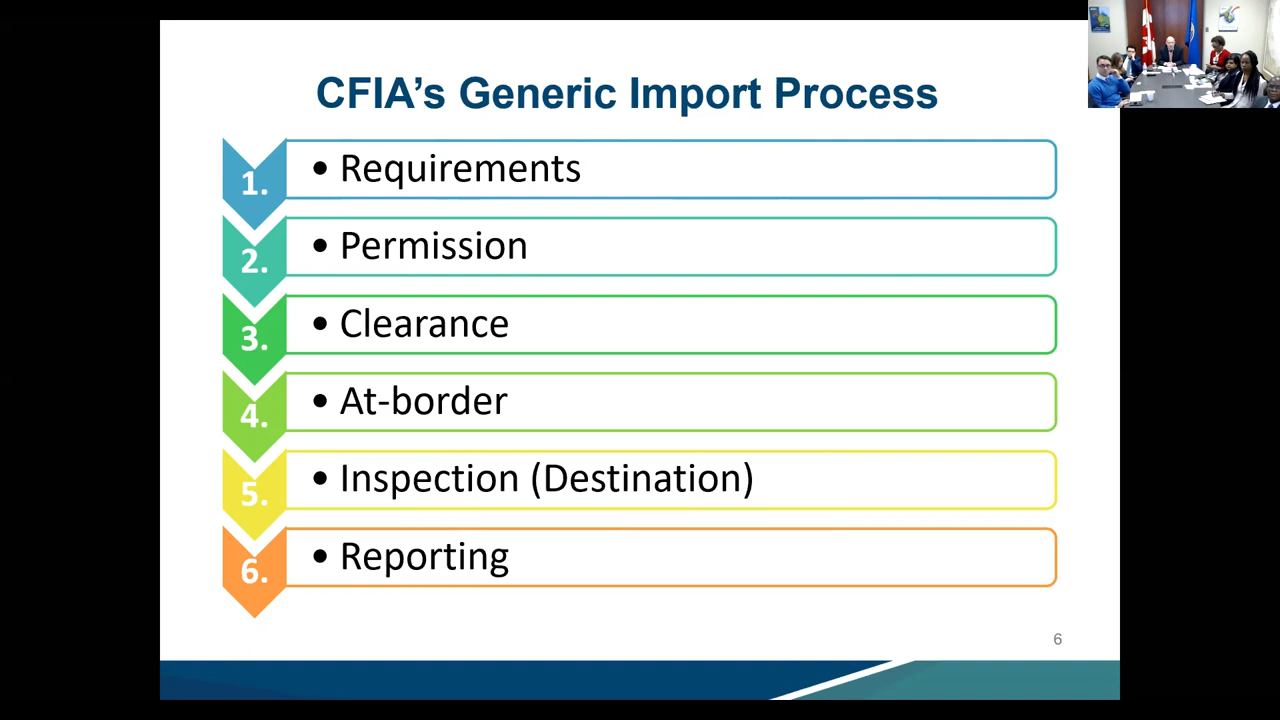 CFIA's Generic Import Process
1. • Requirements
2. • Permission
3. • Clearance
4. • At-border
5. • Inspection (Destination)
6. • Reporting
6